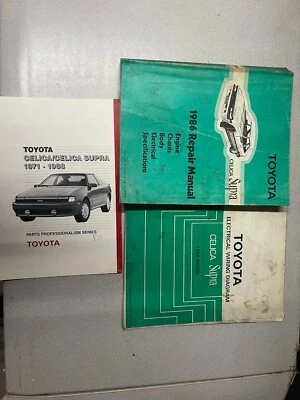 TOYOTA
CELICA/CELICA SUPRA
1971 - 1986
PARTS PROFESSIONALISM SERIES
TOYOTA
TOYOTA
CELICA Supra
1986 Repair Manual
Engine
Chassis
Body
Electrical
Specifications
TOYOTA
ELECTRICAL WIRING DIAGRAM
CELICA Supra